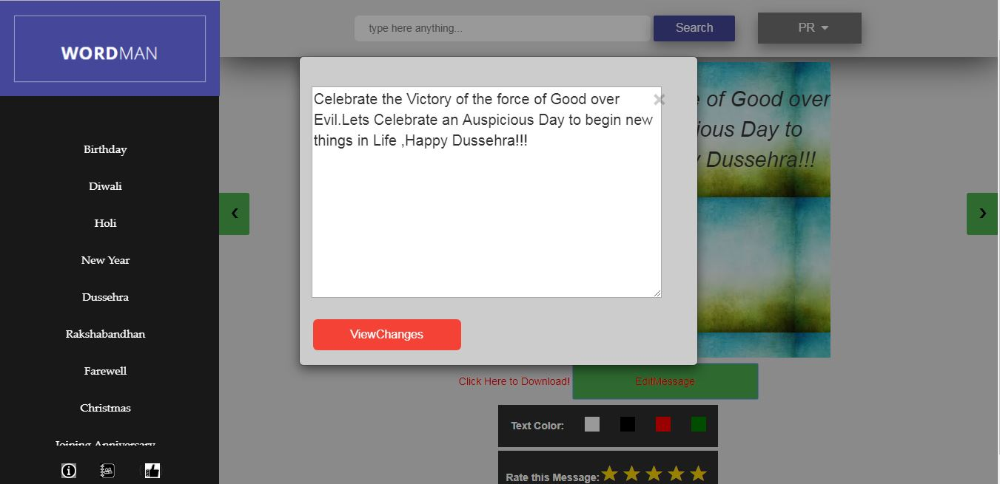 WORDMAN
type here anything...
Search
PR
Birthday
Diwali
Holi
New Year
Dussehra
Rakshabandhan
Farewell
Christmas
Joining Anniversary
Celebrate the Victory of the force of Good over
Evil.Lets Celebrate an Auspicious Day to begin new
things in Life ,Happy Dussehra!!!
×
ViewChanges
e of Good over
ious Day to
y Dussehra!!!
‹
›
Click Here to Download!
EditMessage
Text Color:
Rate this Message: